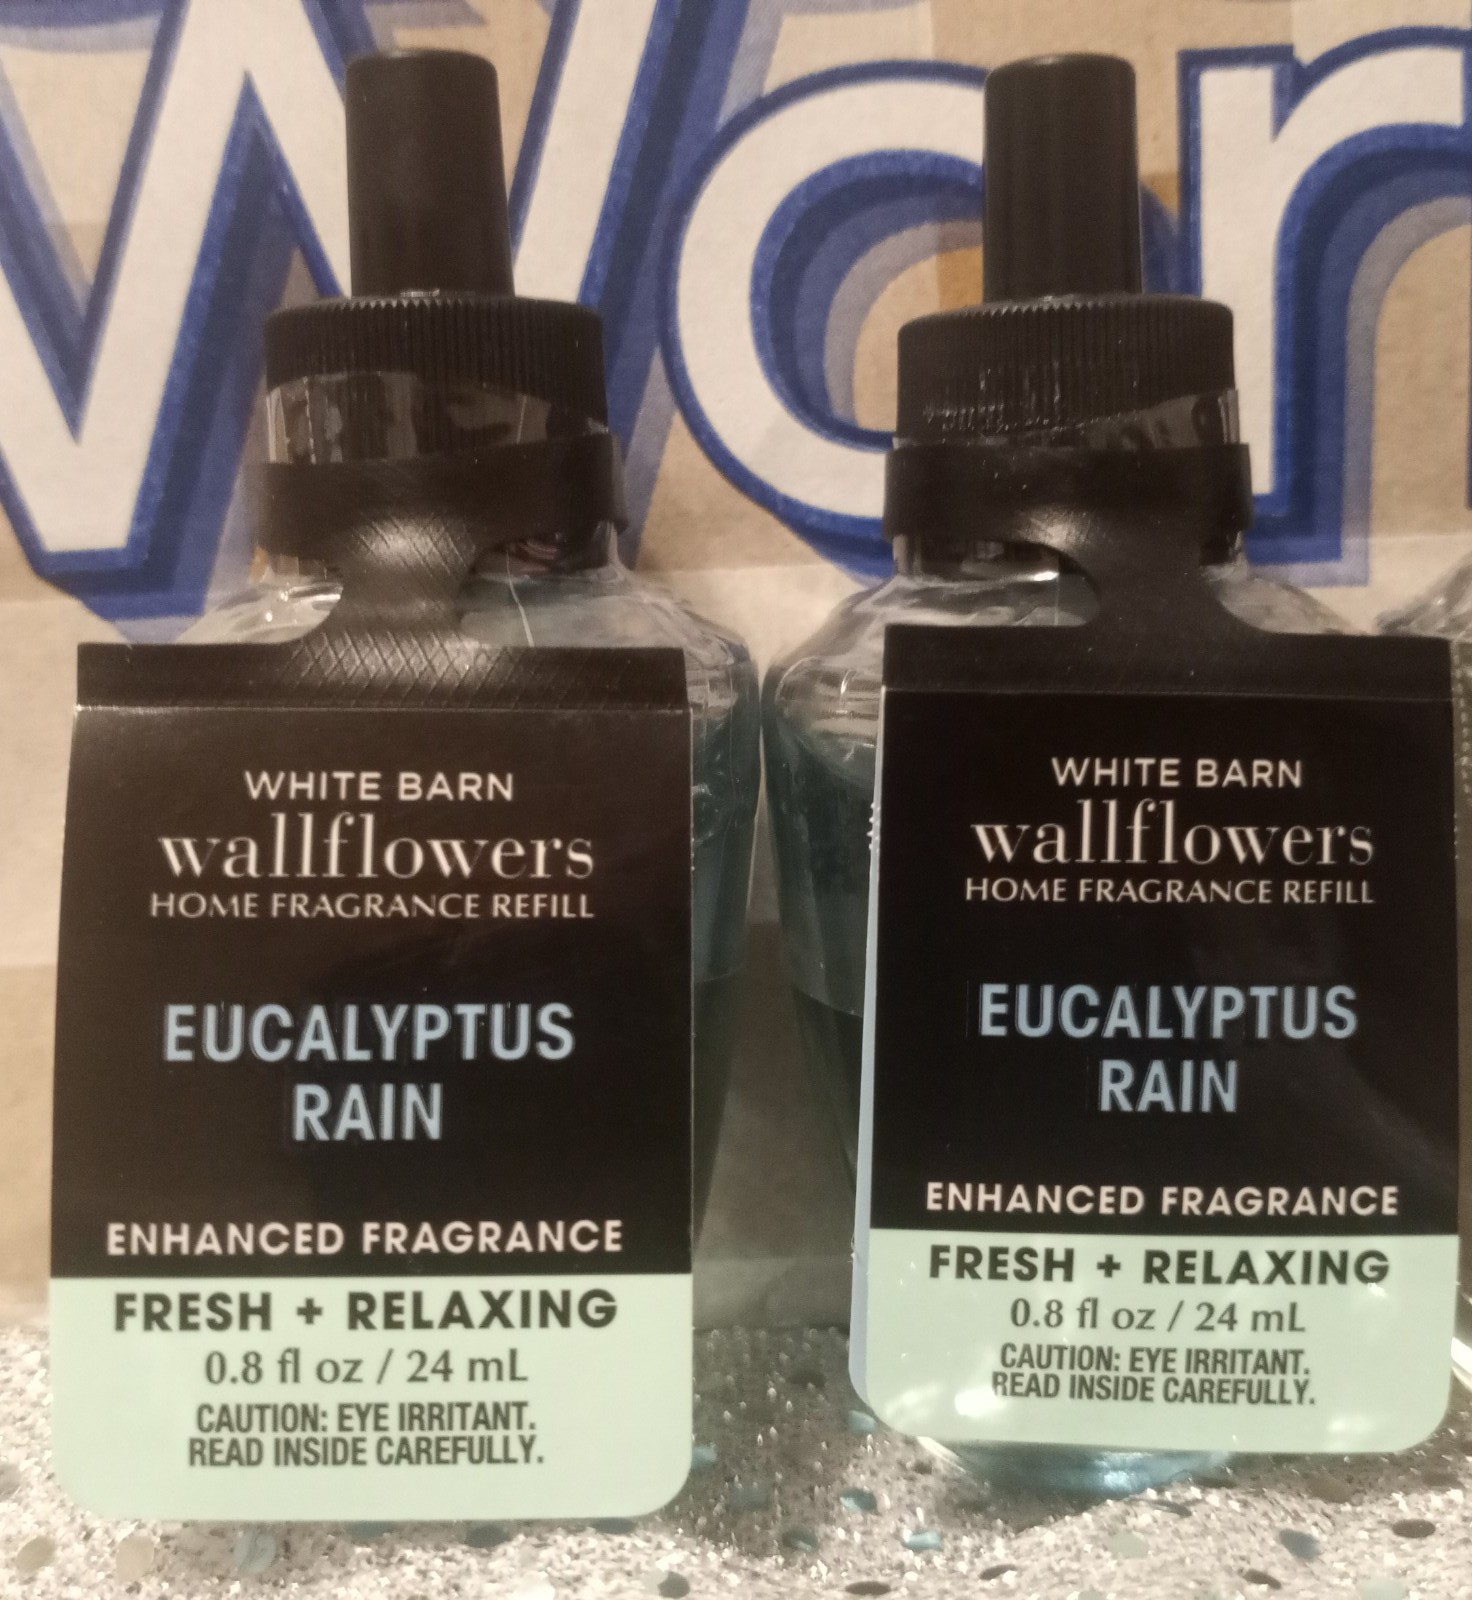 WHITE BARN
wallflowers
HOME FRAGRANCE REFILL
EUCALYPTUS
RAIN
ENHANCED FRAGRANCE
FRESH + RELAXING
0.8 fl oz / 24 mL
CAUTION: EYE IRRITANT.
READ INSIDE CAREFULLY.
WHITE BARN
wallflowers
HOME FRAGRANCE REFILL
EUCALYPTUS
RAIN
ENHANCED FRAGRANCE
FRESH + RELAXING
0.8 fl oz / 24 mL
CAUTION: EYE IRRITANT.
READ INSIDE CAREFULLY.